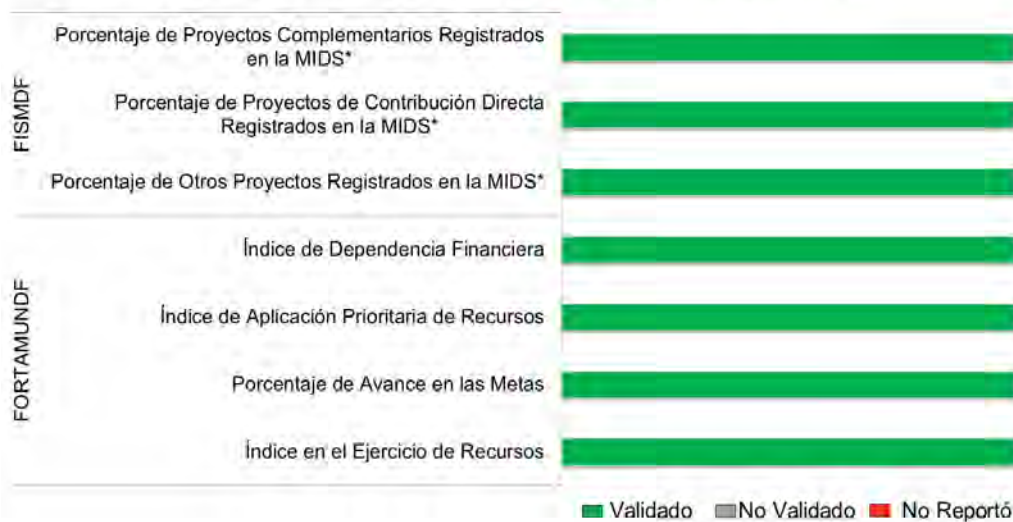 FISMDF
Porcentaje de Proyectos Complementarios Registrados
en la MIDS*
Porcentaje de Proyectos de Contribución Directa
Registrados en la MIDS*
Porcentaje de Otros Proyectos Registrados en la MIDS*
FORTAMUNDF
Índice de Dependencia Financiera
Índice de Aplicación Prioritaria de Recursos
Porcentaje de Avance en las Metas
Índice en el Ejercicio de Recursos
Validado No Validado No Reportó